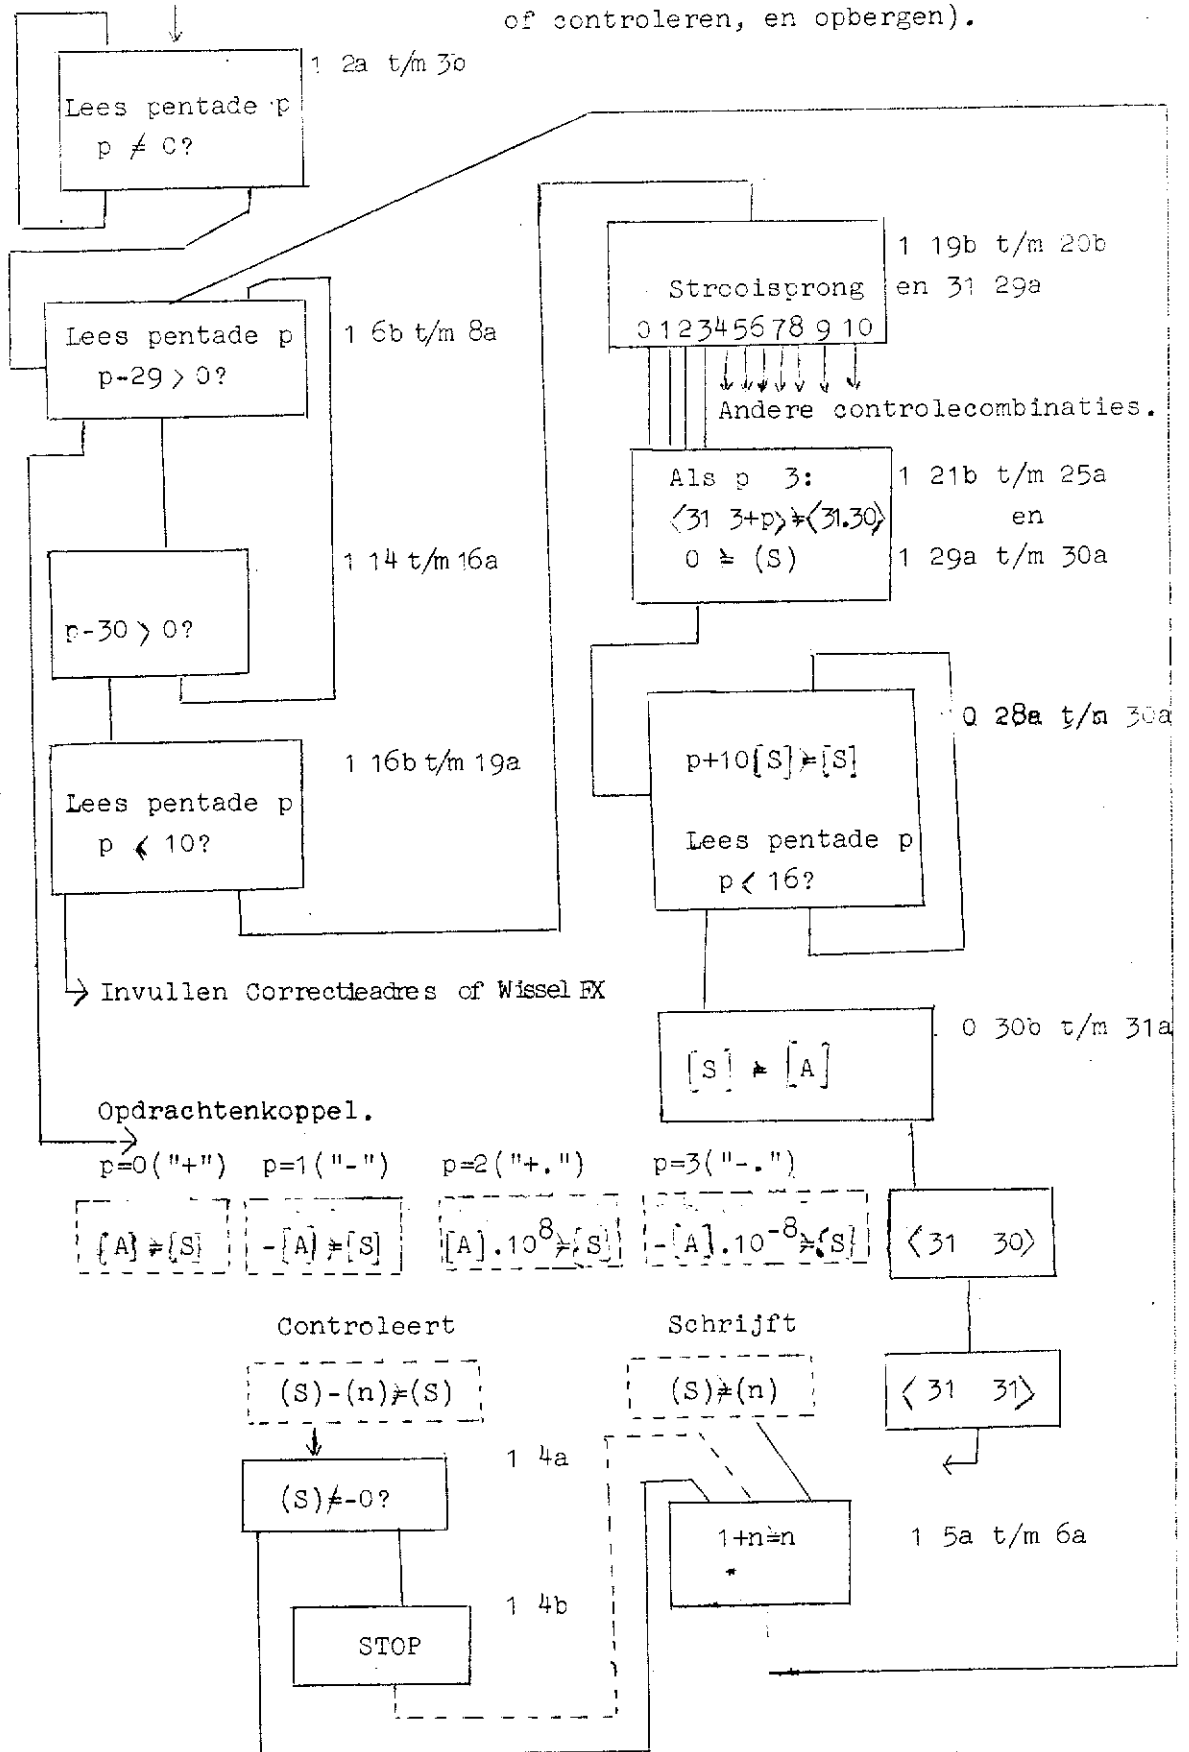 of controleren, en opbergen).
1 2a t/m 3b
Lees pentade p
p ≠ 0?
Lees pentade p
p-29 > 0?
1 6b t/m 8a
p-30 > 0?
1 14 t/m 16a
Lees pentade p
p < 10?
1 16b t/m 19a
Invullen Correctieadres of Wissel FX
Strooisprong
0 1 2 3 4 5 6 7 8 9 10
1 19b t/m 20b
en 31 29a
Andere controlecombinaties.
Als p 3:
<31 3+p>⇒<31.30>
0 ⇒ (S)
1 21b t/m 25a
en
1 29a t/m 30a
p+10[S]⇒[S]
Lees pentade p
p < 16?
0 28a t/m 30a
[S] ⇒ [A]
0 30b t/m 31a
Opdrachtenkoppel.
p=0("+") p=1("-") p=2("+.") p=3("-.")
[A]⇒[S] -[A]⇒[S] [A].10⁸⇒[S] -[A].10⁻⁸⇒[S]
<31 30>
<31 31>
Controleert
Schrijft
(S)-(n)⇒(S)
(S)⇒(n)
(S)≠-0?
1 4a
1+n⇒n
1 5a t/m 6a
STOP
1 4b